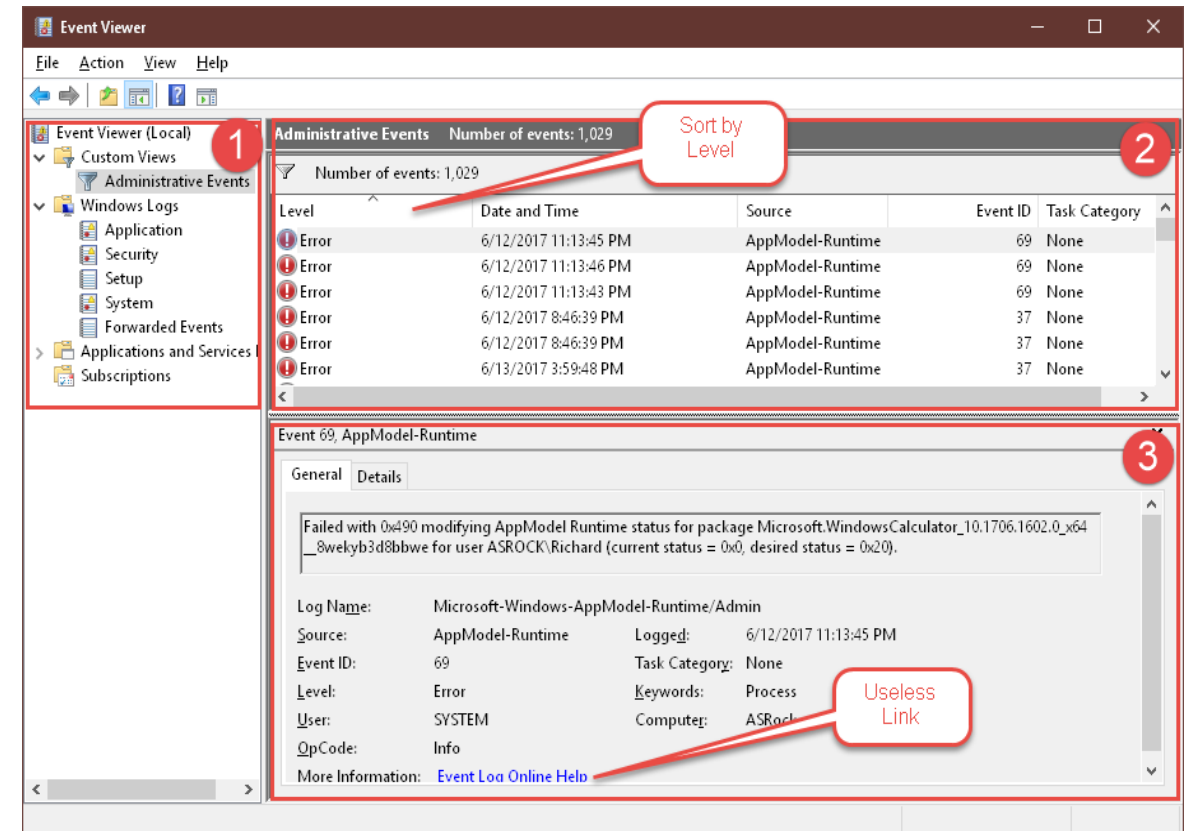 Event Viewer
File Action View Help
Event Viewer (Local)
1
Custom Views
Administrative Events
Windows Logs
Application
Security
Setup
System
Forwarded Events
Applications and Services
Subscriptions
Administrative Events Number of events: 1,029
Sort by
Level
2
Number of events: 1,029
Level Date and Time Source Event ID Task Category
Error 6/12/2017 11:13:45 PM AppModel-Runtime 69 None
Error 6/12/2017 11:13:46 PM AppModel-Runtime 69 None
Error 6/12/2017 11:13:43 PM AppModel-Runtime 69 None
Error 6/12/2017 8:46:39 PM AppModel-Runtime 37 None
Error 6/12/2017 8:46:39 PM AppModel-Runtime 37 None
Error 6/13/2017 3:59:48 PM AppModel-Runtime 37 None
Event 69, AppModel-Runtime
3
General Details
Failed with 0x490 modifying AppModel Runtime status for package Microsoft.WindowsCalculator_10.1706.1602.0_x64
__8wekyb3d8bbwe for user ASROCK\Richard (current status = 0x0, desired status = 0x20).
Log Name: Microsoft-Windows-AppModel-Runtime/Admin
Source: AppModel-Runtime Logged: 6/12/2017 11:13:45 PM
Event ID: 69 Task Category: None
Level: Error Keywords: Process
User: SYSTEM Computer: ASRock
OpCode: Info
More Information: Event Log Online Help
Useless
Link